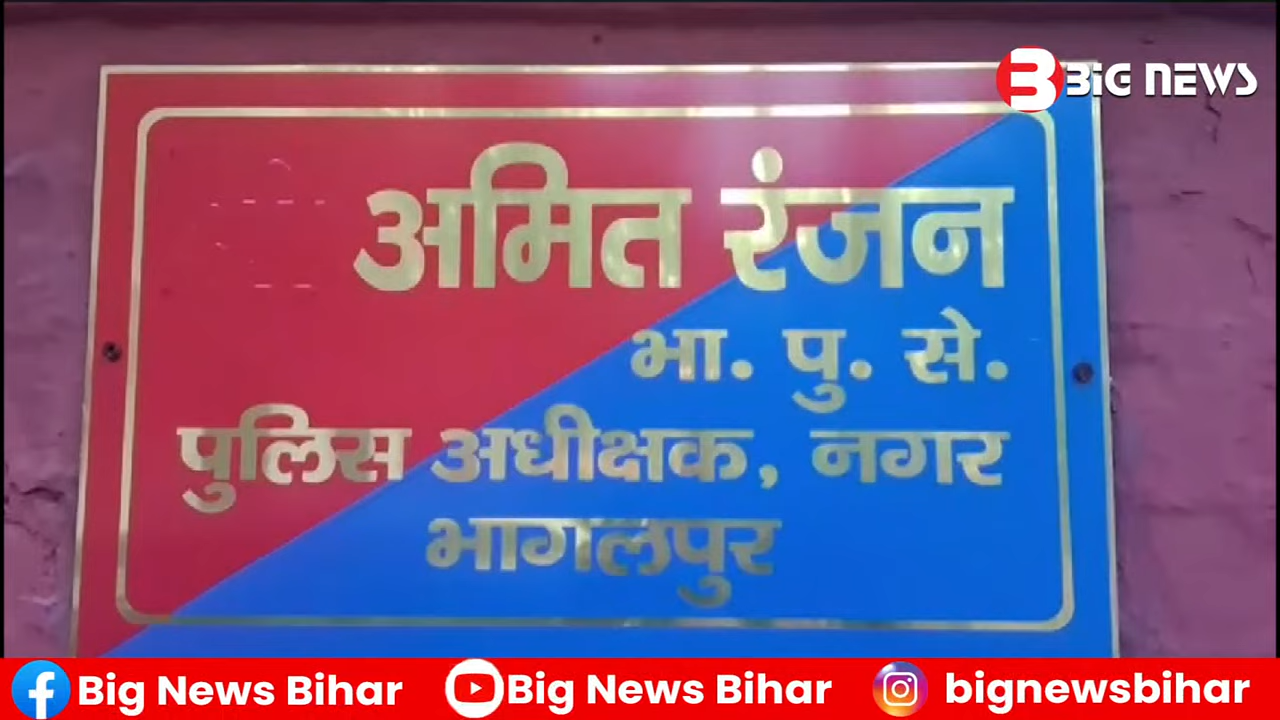 BiG NEWS
अमित रंजन
भा. पु. से.
पुलिस अधीक्षक, नगर
भागलपुर
Big News Bihar
Big News Bihar
bignewsbihar